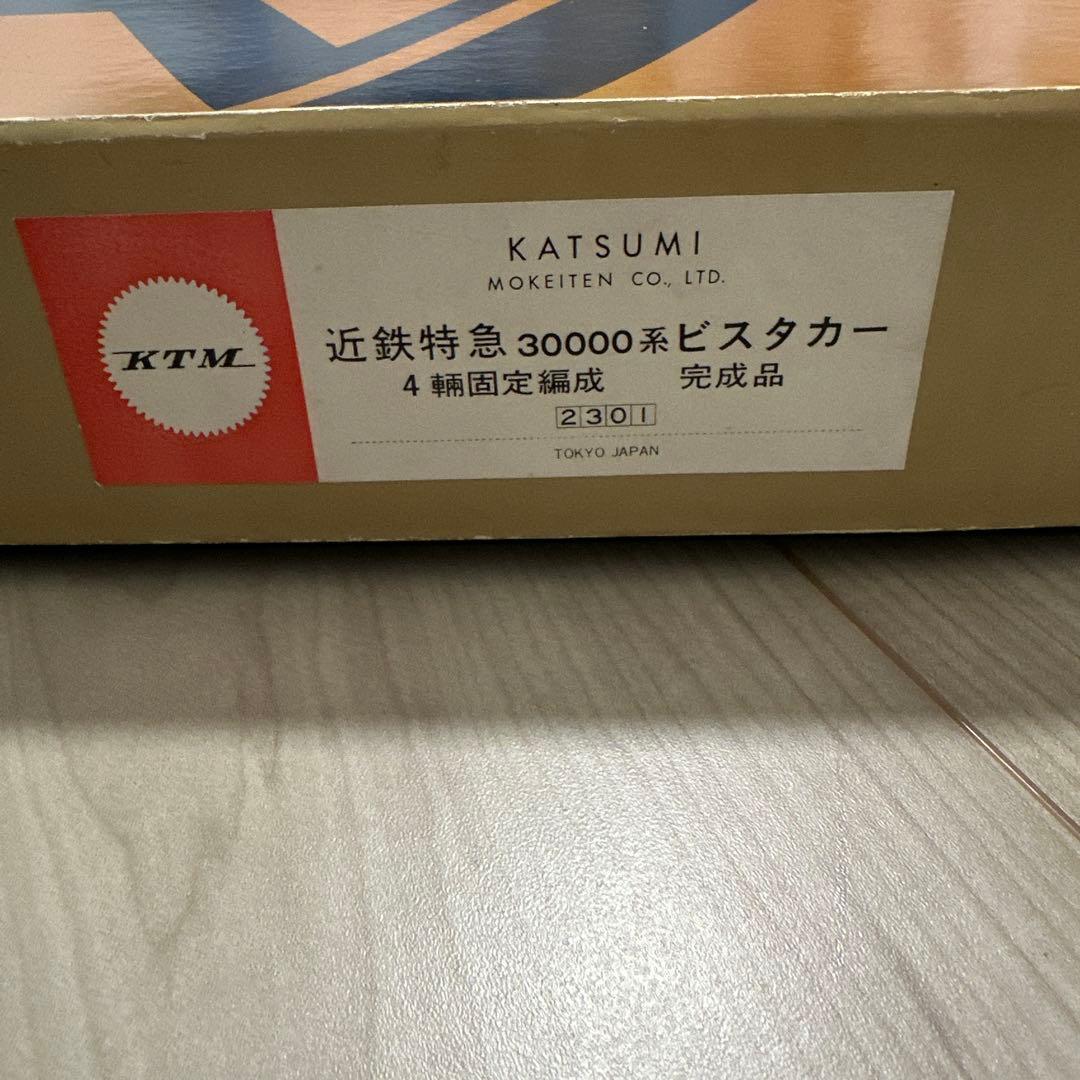 KTM
KATSUMI
MOKEITEN CO., LTD.
近鉄特急30000系ビスタカー
4輛固定編成 完成品
2301
TOKYO JAPAN